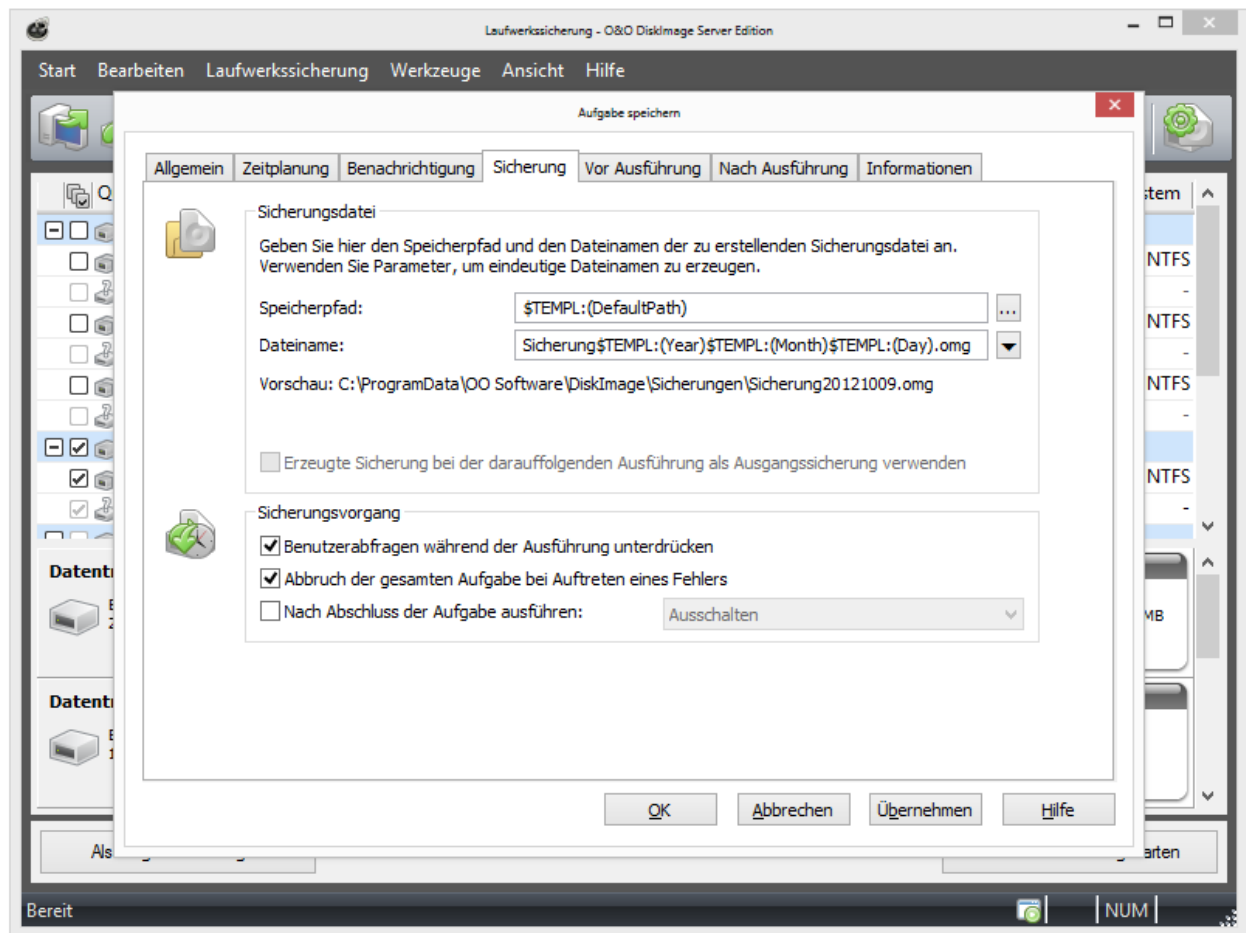 Laufwerkssicherung - O&O DiskImage Server Edition
Start Bearbeiten Laufwerkssicherung Werkzeuge Ansicht Hilfe
Aufgabe speichern
Allgemein Zeitplanung Benachrichtigung Sicherung Vor Ausführung Nach Ausführung Informationen
Sicherungsdatei
Geben Sie hier den Speicherpfad und den Dateinamen der zu erstellenden Sicherungsdatei an.
Verwenden Sie Parameter, um eindeutige Dateinamen zu erzeugen.
Speicherpfad: $TEMPL:(DefaultPath) ...
Dateiname: Sicherung$TEMPL:(Year)$TEMPL:(Month)$TEMPL:(Day).omg
Vorschau: C:\ProgramData\OO Software\DiskImage\Sicherungen\Sicherung20121009.omg
Erzeugte Sicherung bei der darauffolgenden Ausführung als Ausgangssicherung verwenden
Sicherungsvorgang
Benutzerabfragen während der Ausführung unterdrücken
Abbruch der gesamten Aufgabe bei Auftreten eines Fehlers
Nach Abschluss der Aufgabe ausführen: Ausschalten
OK Abbrechen Übernehmen Hilfe
Q
stem
NTFS
-
NTFS
-
NTFS
-
NTFS
-
Datent
MB
Datent
Als
arten
Bereit
NUM